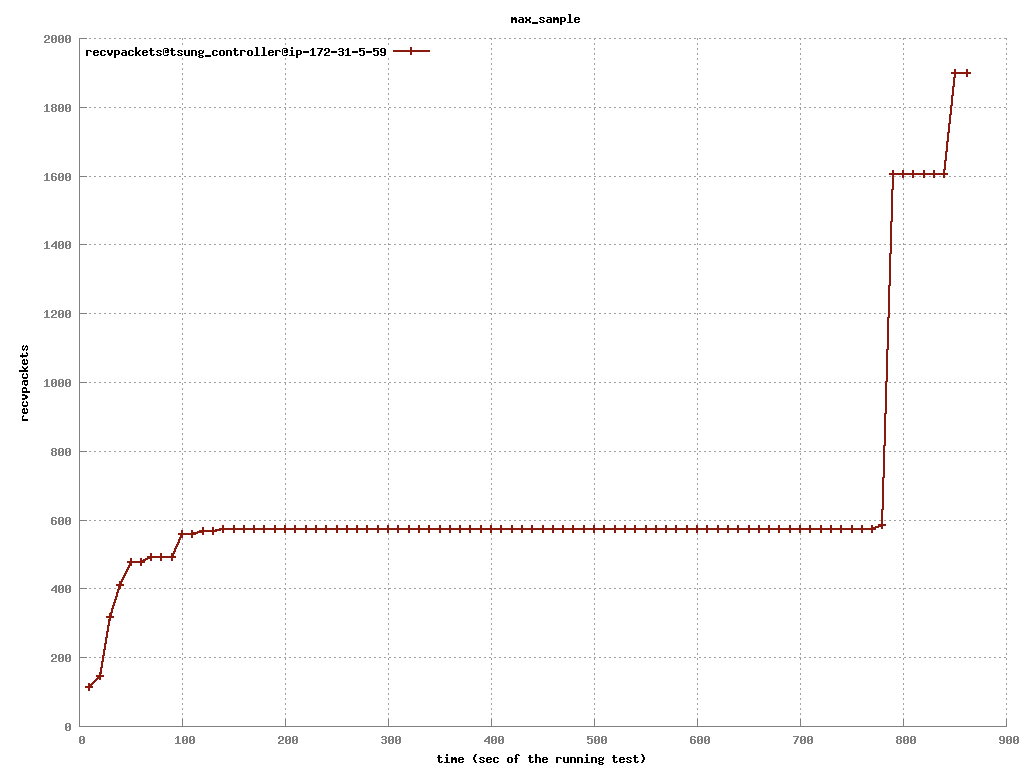 max_sample
recvpackets@tsung_controller@ip-172-31-5-59
2000
1800
1600
1400
1200
1000
800
600
400
200
0
recvpackets
0 100 200 300 400 500 600 700 800 900
time (sec of the running test)